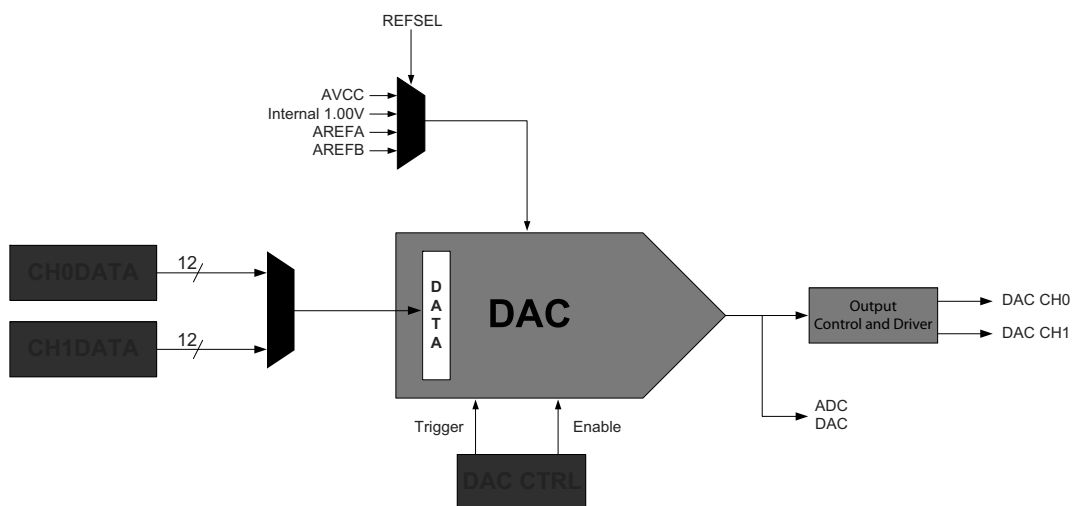 REFSEL
AVCC
Internal 1.00V
AREFA
AREFB
CH0DATA
12
CH1DATA
12
DATA
DAC
Output
Control and Driver
DAC CH0
DAC CH1
ADC
DAC
Trigger
Enable
DAC CTRL